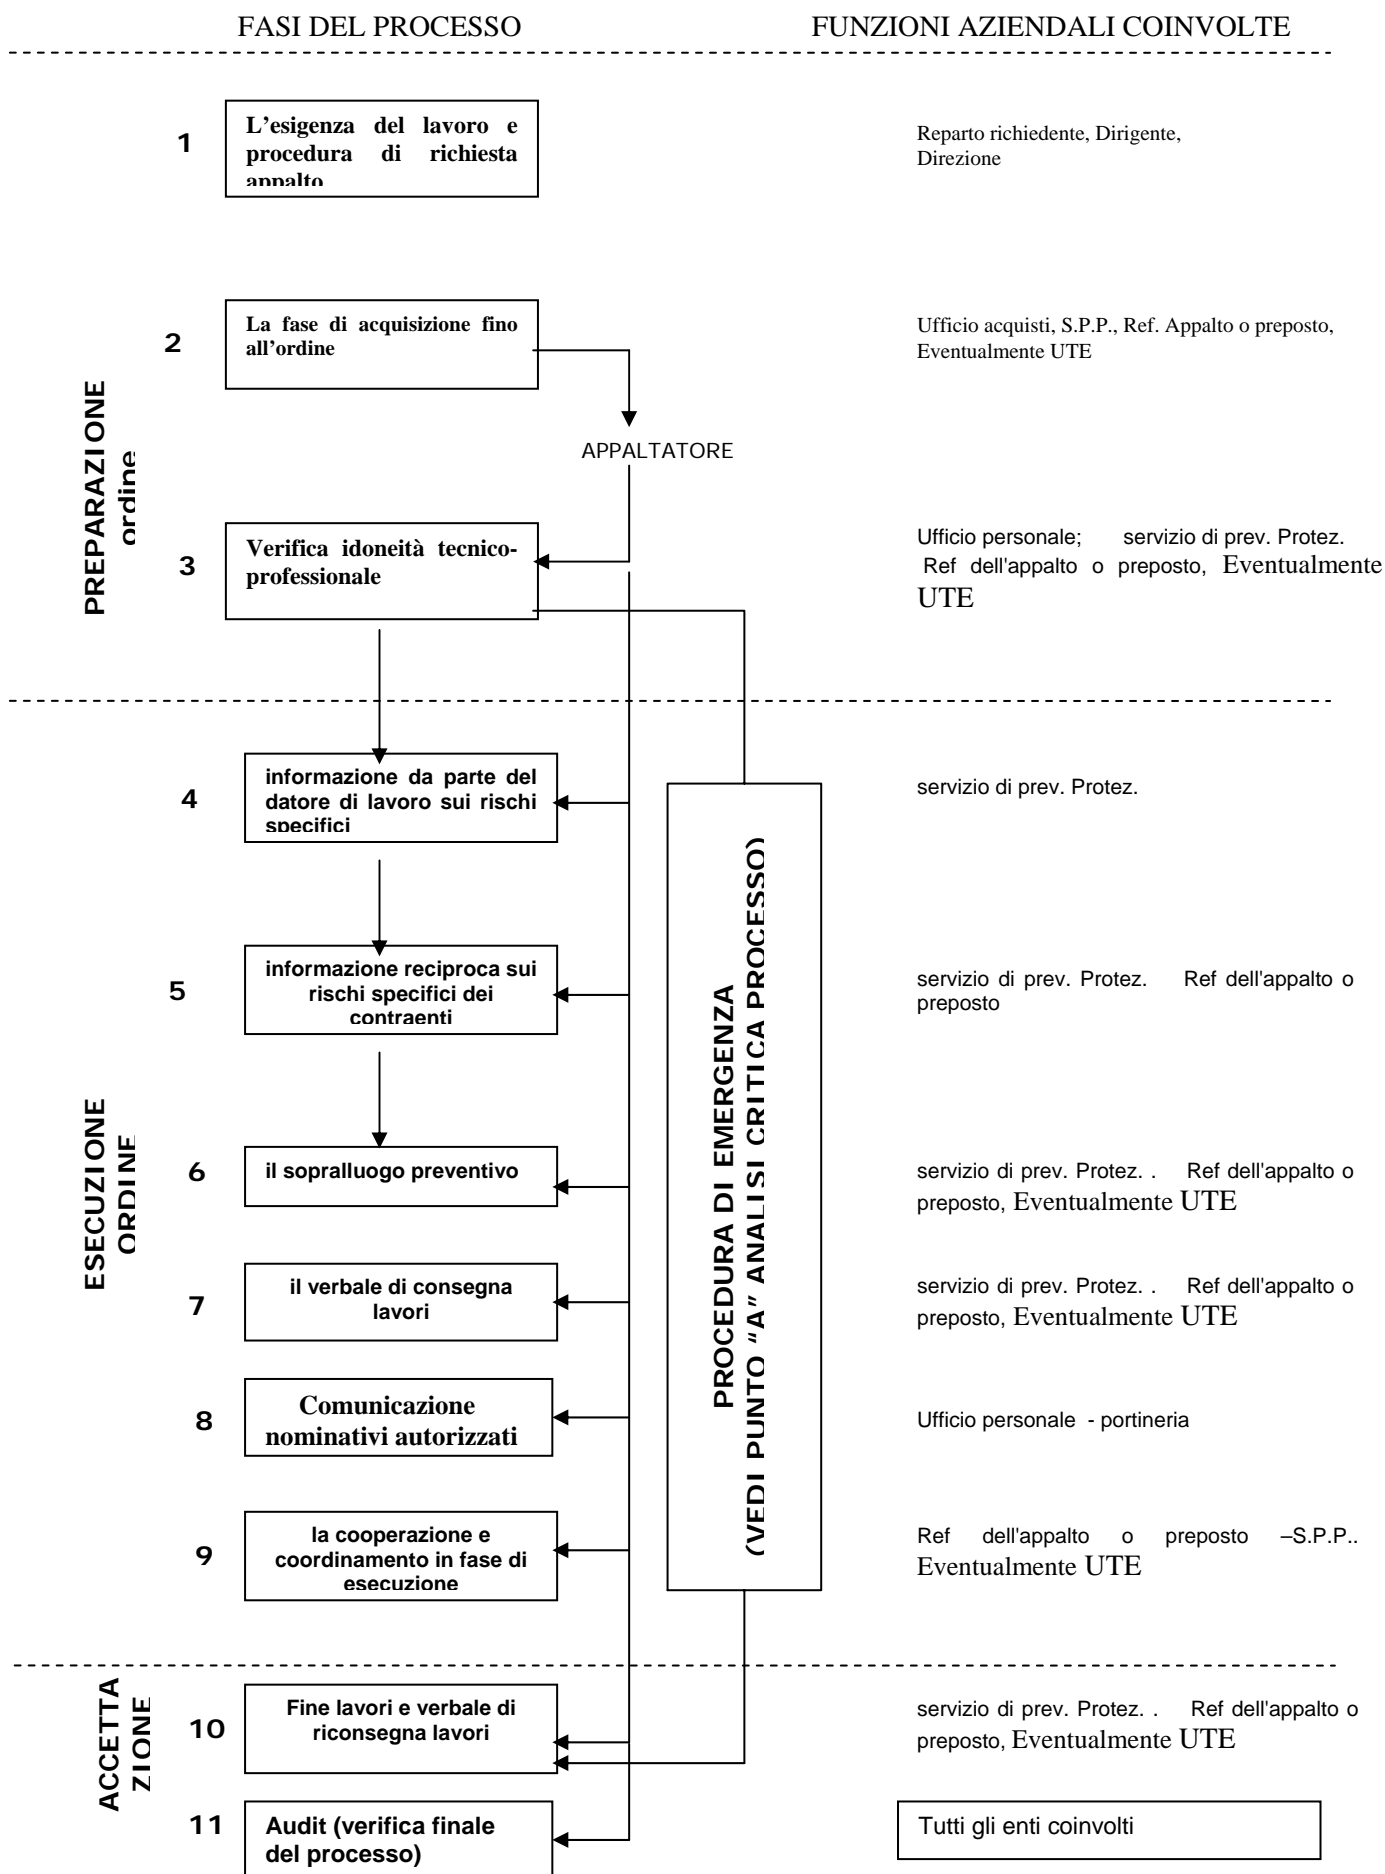 FASI DEL PROCESSO
FUNZIONI AZIENDALI COINVOLTE
PREPARAZIONE
ordine
1
L’esigenza del lavoro e
procedura di richiesta
appalto
Reparto richiedente, Dirigente,
Direzione
2
La fase di acquisizione fino
all’ordine
Ufficio acquisti, S.P.P., Ref. Appalto o preposto,
Eventualmente UTE
APPALTATORE
3
Verifica idoneità tecnico-
professionale
Ufficio personale; servizio di prev. Protez.
Ref dell'appalto o preposto, Eventualmente
UTE
ESECUZIONE
ORDINE
4
informazione da parte del
datore di lavoro sui rischi
specifici
servizio di prev. Protez.
5
informazione reciproca sui
rischi specifici dei
contraenti
servizio di prev. Protez. Ref dell'appalto o
preposto
PROCEDURA DI EMERGENZA
(VEDI PUNTO “A” ANALISI CRITICA PROCESSO)
6
il sopralluogo preventivo
servizio di prev. Protez. . Ref dell'appalto o
preposto, Eventualmente UTE
7
il verbale di consegna
lavori
servizio di prev. Protez. . Ref dell'appalto o
preposto, Eventualmente UTE
8
Comunicazione
nominativi autorizzati
Ufficio personale - portineria
9
la cooperazione e
coordinamento in fase di
esecuzione
Ref dell'appalto o preposto –S.P.P..
Eventualmente UTE
ACCETTA
ZIONE
10
Fine lavori e verbale di
riconsegna lavori
servizio di prev. Protez. . Ref dell'appalto o
preposto, Eventualmente UTE
11
Audit (verifica finale
del processo)
Tutti gli enti coinvolti